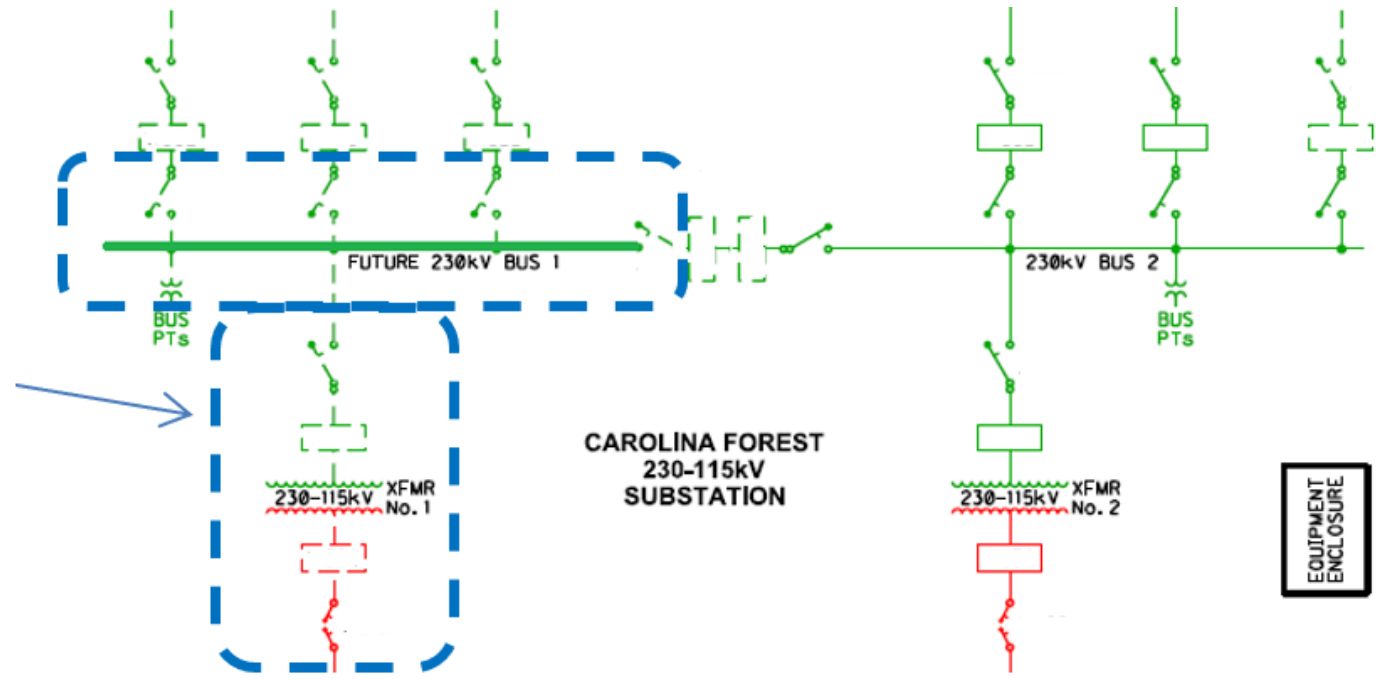 FUTURE 230kV BUS 1
230kV BUS 2
BUS
PTs
BUS
PTs
CAROLINA FOREST
230-115kV
SUBSTATION
230-115kV
XFMR
No. 1
230-115kV
XFMR
No. 2
EQUIPMENT
ENCLOSURE